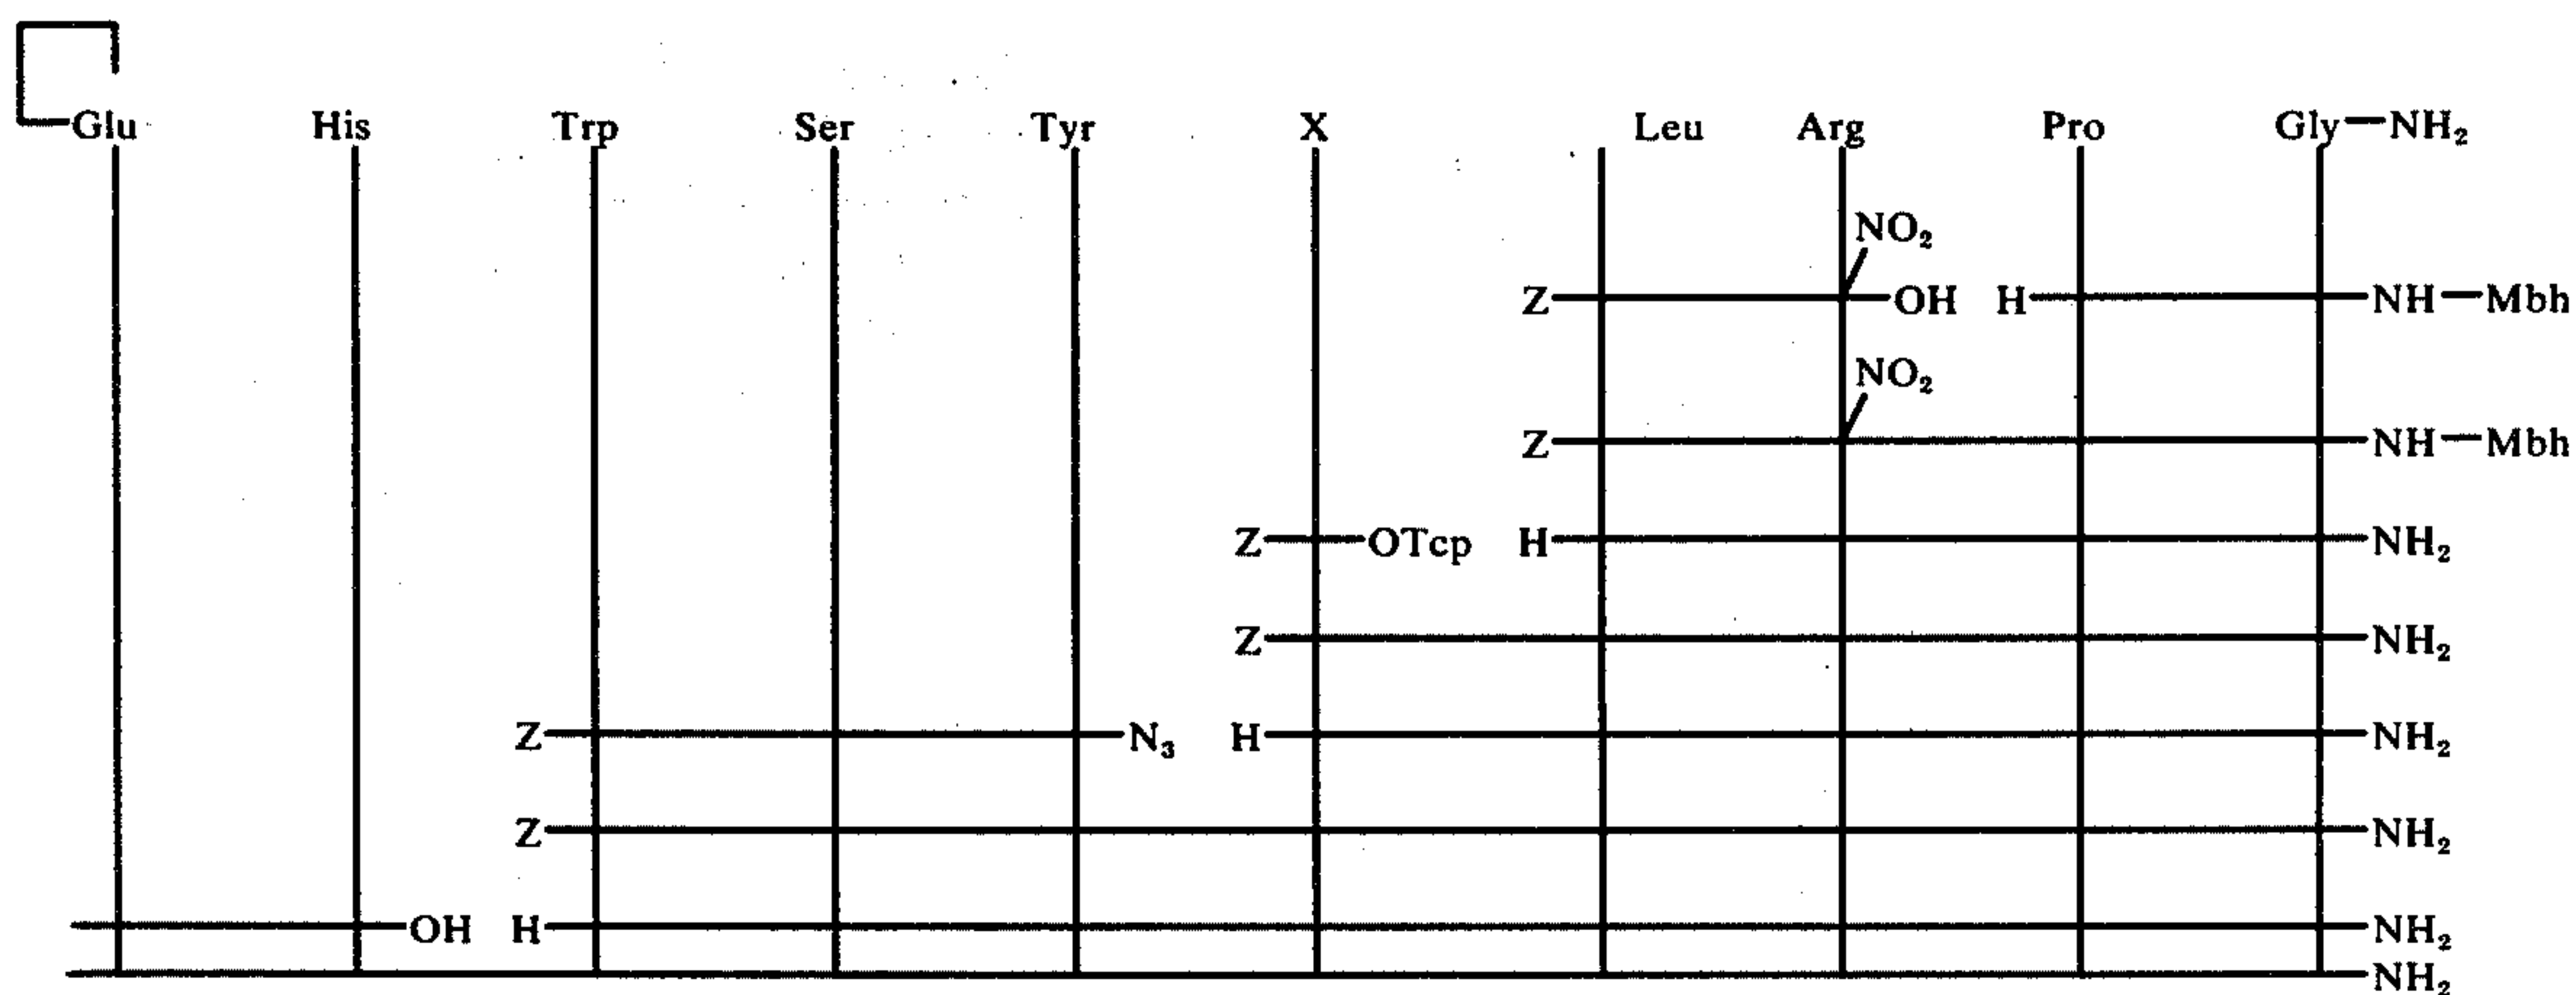 Glu His Trp Ser Tyr X Leu Arg Pro Gly—NH₂
NO₂
Z OH H NH—Mbh
NO₂
Z NH—Mbh
Z OTcp H NH₂
Z NH₂
Z N₃ H NH₂
Z NH₂
OH H NH₂
NH₂